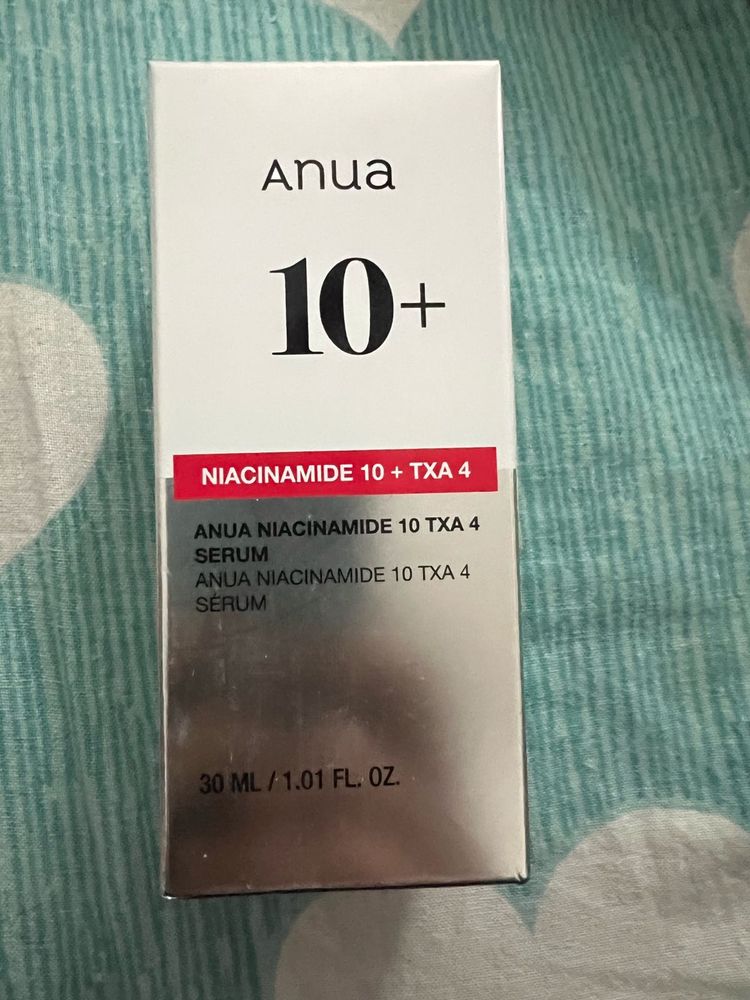 Anua
10+
NIACINAMIDE 10 + TXA 4
ANUA NIACINAMIDE 10 TXA 4
SERUM
ANUA NIACINAMIDE 10 TXA 4
SÉRUM
30 ML / 1.01 FL. OZ.